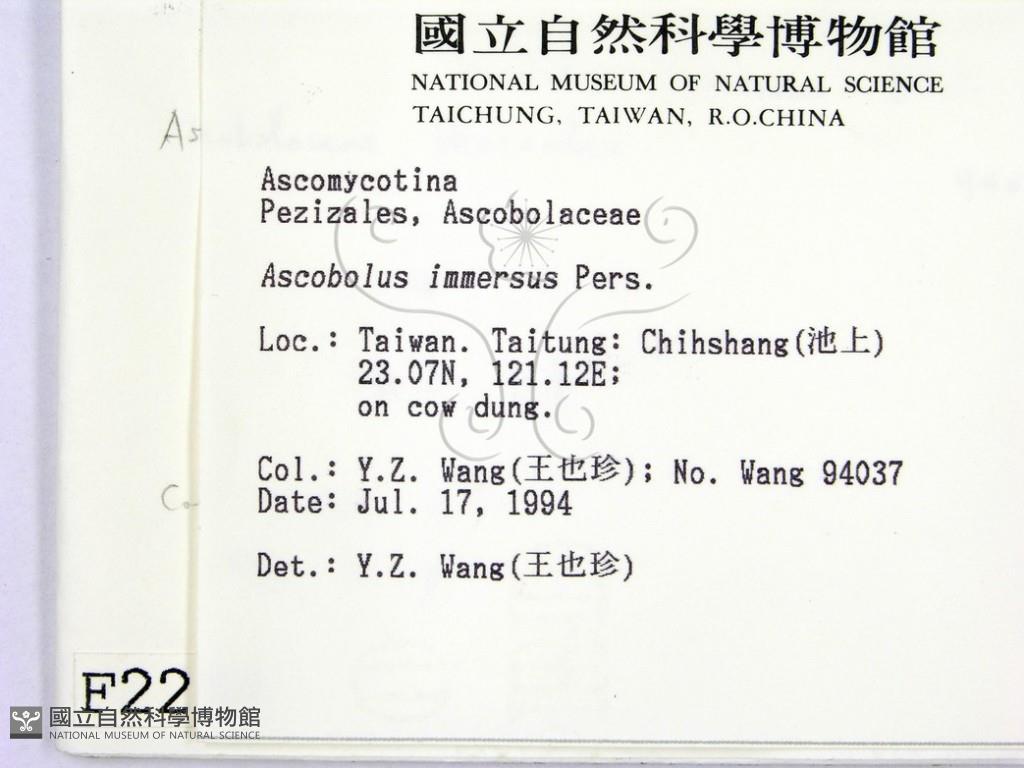 國立自然科學博物館
NATIONAL MUSEUM OF NATURAL SCIENCE
TAICHUNG, TAIWAN, R.O.CHINA
As
Ascomycotina
Pezizales, Ascobolaceae
Ascobolus immersus Pers.
Loc.: Taiwan. Taitung: Chihshang(池上)
23.07N, 121.12E;
on cow dung.
Col.: Y.Z. Wang(王也珍); No. Wang 94037
Co
Date: Jul. 17, 1994
Det.: Y.Z. Wang(王也珍)
F22
國立自然科學博物館
NATIONAL MUSEUM OF NATURAL SCIENCE